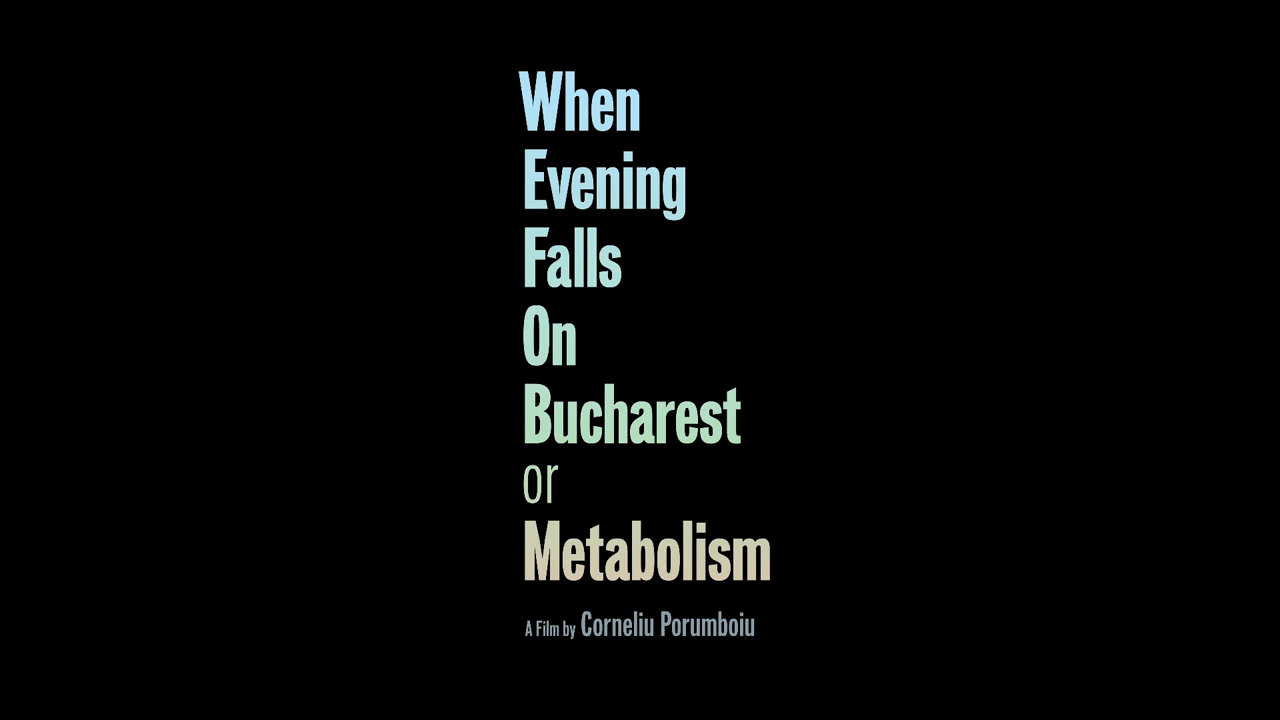 When
Evening
Falls
On
Bucharest
or
Metabolism
A Film by Corneliu Porumboiu